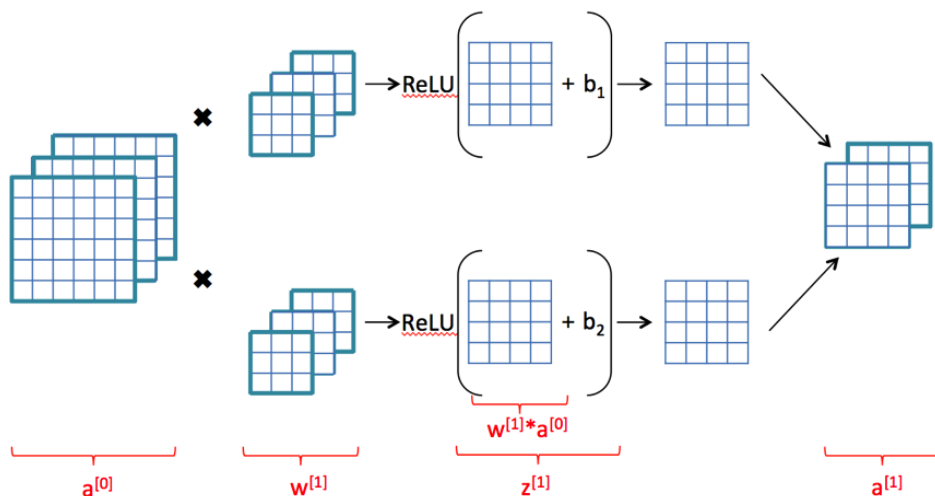 ✖ ReLU + b₁
✖ ReLU + b₂
w^[1]*a^[0]
a^[0] w^[1] z^[1] a^[1]